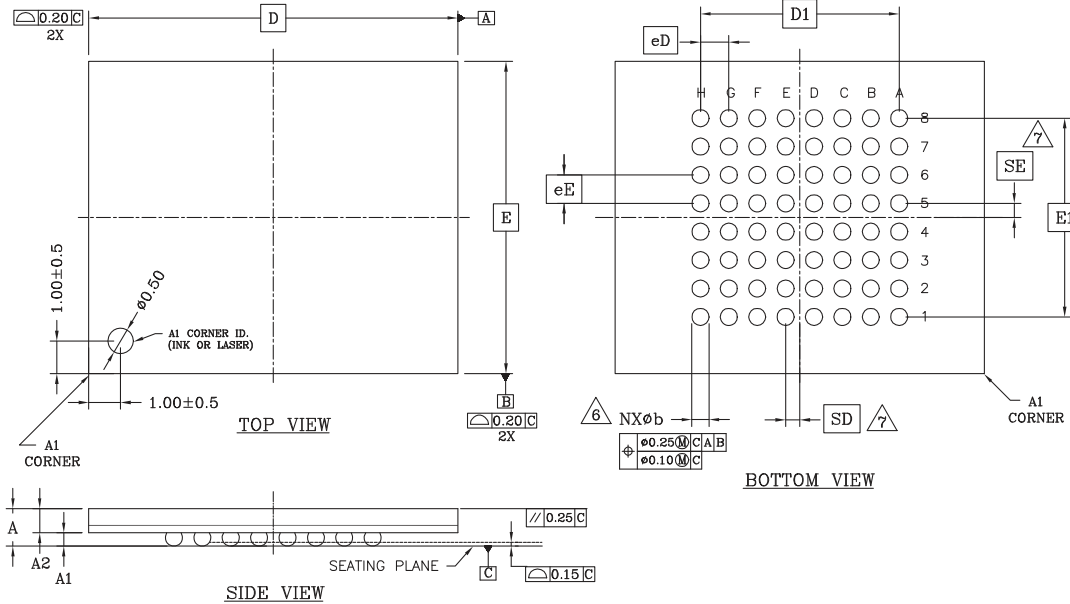 ⌓ 0.20 C
2X
D
A
E
1.00±0.5
ø0.50
A1 CORNER ID.
(INK OR LASER)
1.00±0.5
B
⌓ 0.20 C
2X
A1
CORNER
TOP VIEW
D1
eD
H G F E D C B A
8
7
6
5
4
3
2
1
7
SE
eE
E1
6 NXøb
SD 7
⌖ ø0.25Ⓜ C A B
ø0.10Ⓜ C
A1
CORNER
BOTTOM VIEW
A
A2
A1
// 0.25 C
SEATING PLANE
C
⌓ 0.15 C
SIDE VIEW